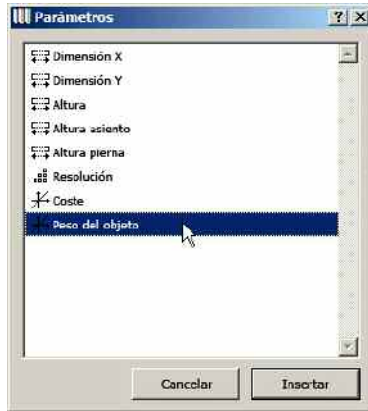 Parámetros
Dimensión X
Dimensión Y
Altura
Altura asiento
Altura pierna
Resolución
Coste
Peso del objeto
Cancelar
Insertar